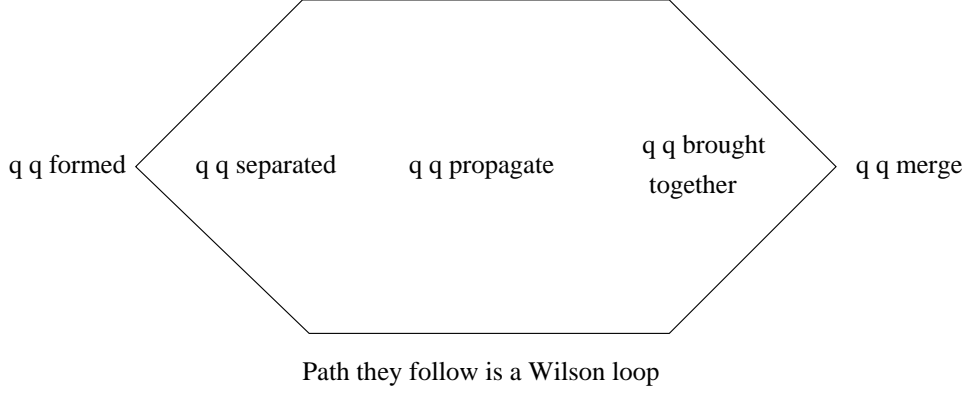 q q formed
q q separated
q q propagate
q q brought
together
q q merge
Path they follow is a Wilson loop